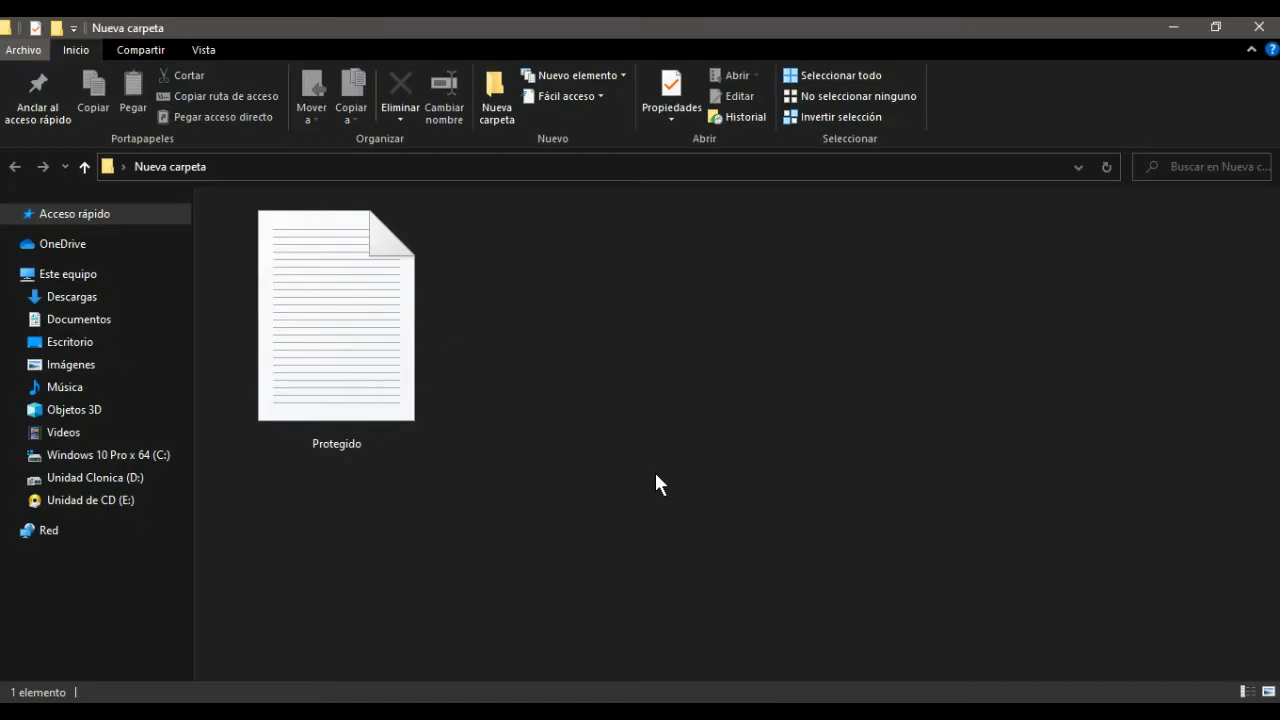 Nueva carpeta
Archivo Inicio Compartir Vista
Anclar al acceso rápido
Copiar
Pegar
Cortar
Copiar ruta de acceso
Pegar acceso directo
Portapapeles
Mover a
Copiar a
Eliminar
Cambiar nombre
Organizar
Nueva carpeta
Nuevo elemento
Fácil acceso
Nuevo
Propiedades
Abrir
Editar
Historial
Abrir
Seleccionar todo
No seleccionar ninguno
Invertir selección
Seleccionar
Nueva carpeta
Buscar en Nueva c...
Acceso rápido
OneDrive
Este equipo
Descargas
Documentos
Escritorio
Imágenes
Música
Objetos 3D
Videos
Windows 10 Pro x 64 (C:)
Unidad Clonica (D:)
Unidad de CD (E:)
Red
Protegido
1 elemento